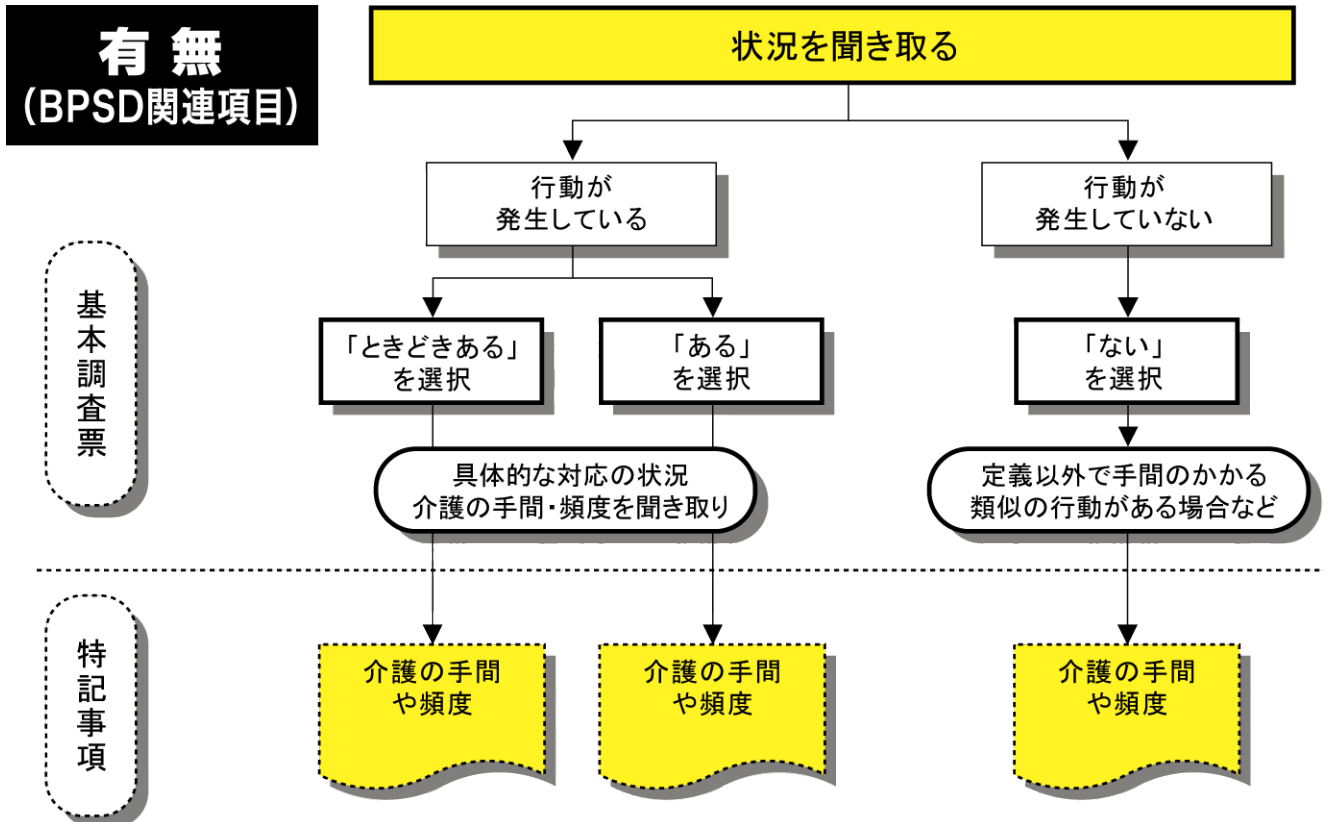 有無
(BPSD関連項目)
状況を聞き取る
行動が
発生している
行動が
発生していない
基本調査票
「ときどきある」
を選択
「ある」
を選択
「ない」
を選択
具体的な対応の状況
介護の手間・頻度を聞き取り
定義以外で手間のかかる
類似の行動がある場合など
特記事項
介護の手間
や頻度
介護の手間
や頻度
介護の手間
や頻度